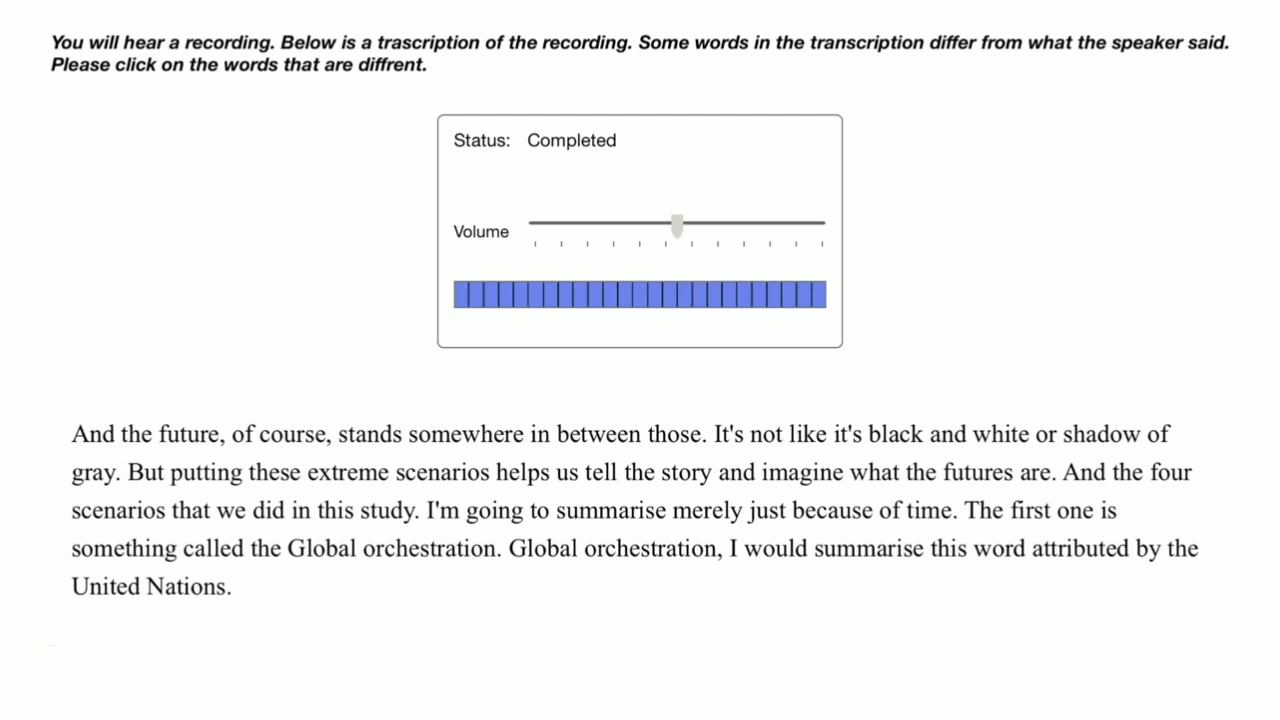 You will hear a recording. Below is a trascription of the recording. Some words in the transcription differ from what the speaker said.
Please click on the words that are diffrent.
Status: Completed
Volume
And the future, of course, stands somewhere in between those. It's not like it's black and white or shadow of
gray. But putting these extreme scenarios helps us tell the story and imagine what the futures are. And the four
scenarios that we did in this study. I'm going to summarise merely just because of time. The first one is
something called the Global orchestration. Global orchestration, I would summarise this word attributed by the
United Nations.